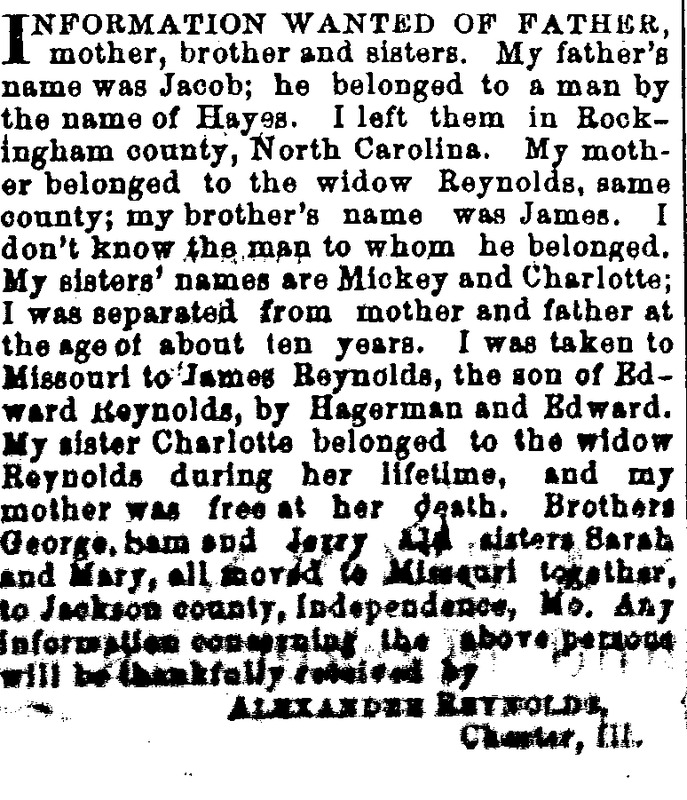 INFORMATION WANTED OF FATHER,
mother, brother and sisters. My father's
name was Jacob; he belonged to a man by
the name of Hayes. I left them in Rock-
ingham county, North Carolina. My moth-
er belonged to the widow Reynolds, same
county; my brother's name was James. I
don't know the man to whom he belonged.
My sisters' names are Mickey and Charlotte;
I was separated from mother and father at
the age of about ten years. I was taken to
Missouri to James Reynolds, the son of Ed-
ward Reynolds, by Hagerman and Edward.
My sister Charlotte belonged to the widow
Reynolds during her lifetime, and my
mother was free at her death. Brothers
George, Sam and Jerry and sisters Sarah
and Mary, all moved to Missouri together,
to Jackson county, Independence, Mo. Any
information concerning the above persons
will be thankfully received by
ALEXANDER REYNOLDS,
Chester, Ill.